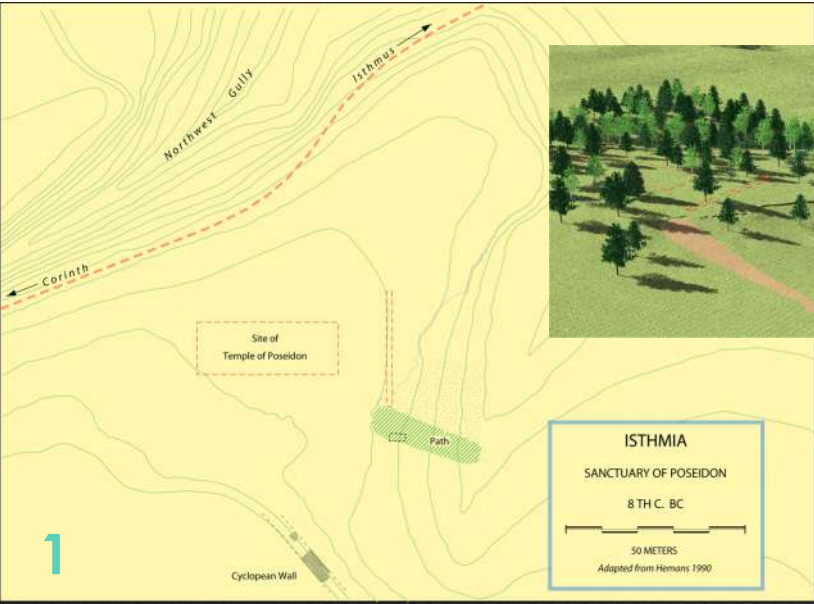 Isthmus
Northwest Gully
Corinth
Site of
Temple of Poseidon
Path
ISTHMIA
SANCTUARY OF POSEIDON
8 TH C. BC
50 METERS
Adapted from Hemans 1990
Cyclopean Wall
1